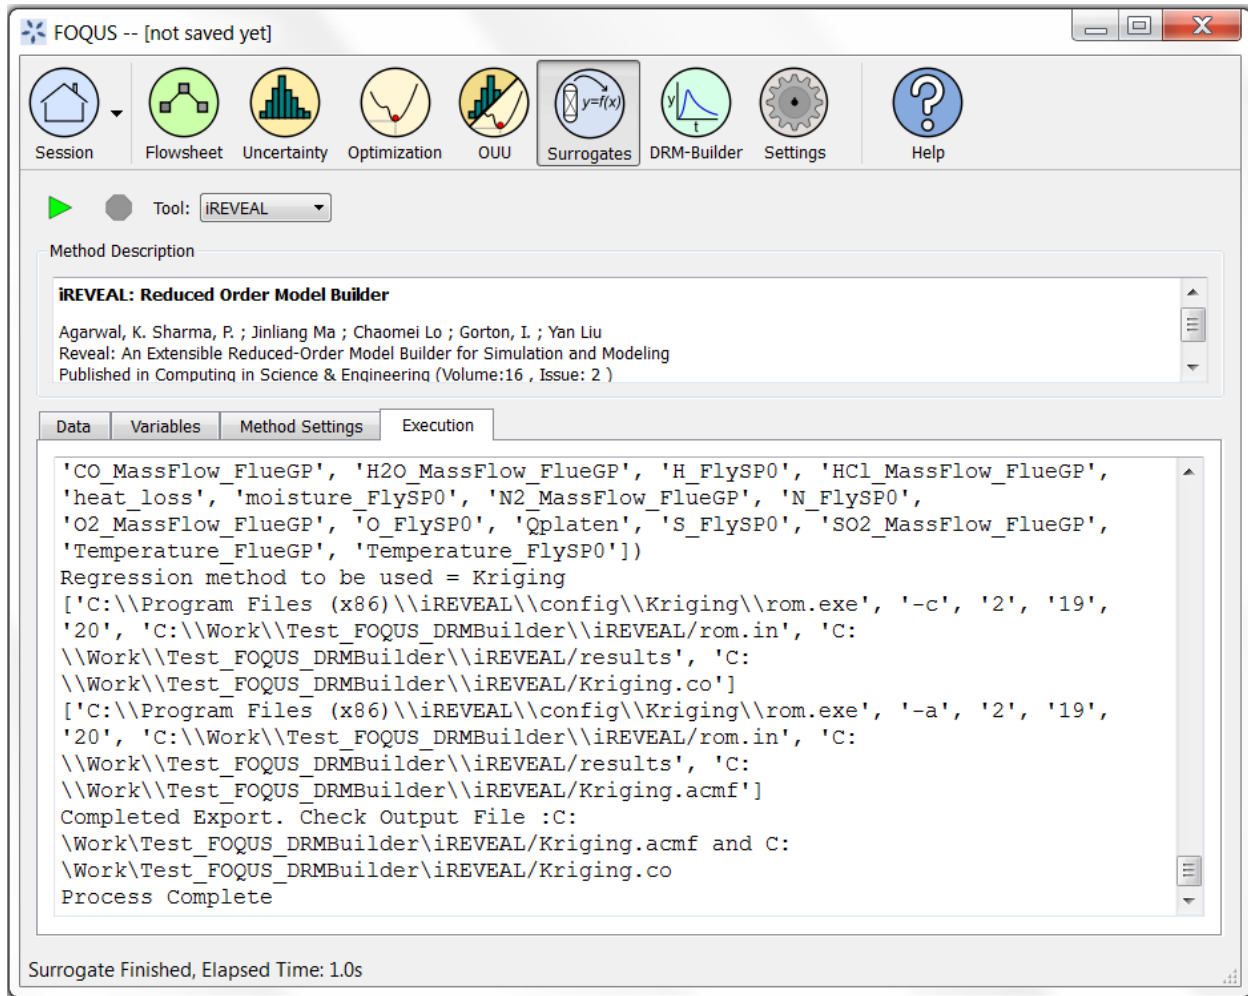 FOQUS -- [not saved yet]
y=f(x)
y
t
Session
Flowsheet
Uncertainty
Optimization
OUU
Surrogates
DRM-Builder
Settings
Help
Tool: iREVEAL
Method Description
iREVEAL: Reduced Order Model Builder
Agarwal, K. Sharma, P. ; Jinliang Ma ; Chaomei Lo ; Gorton, I. ; Yan Liu
Reveal: An Extensible Reduced-Order Model Builder for Simulation and Modeling
Published in Computing in Science & Engineering (Volume:16 , Issue: 2 )
Data
Variables
Method Settings
Execution
'CO_MassFlow_FlueGP', 'H2O_MassFlow_FlueGP', 'H_FlySP0', 'HCl_MassFlow_FlueGP',
'heat_loss', 'moisture_FlySP0', 'N2_MassFlow_FlueGP', 'N_FlySP0',
'O2_MassFlow_FlueGP', 'O_FlySP0', 'Qplaten', 'S_FlySP0', 'SO2_MassFlow_FlueGP',
'Temperature_FlueGP', 'Temperature_FlySP0'])
Regression method to be used = Kriging
['C:\\Program Files (x86)\\iREVEAL\\config\\Kriging\\rom.exe', '-c', '2', '19',
'20', 'C:\\Work\\Test_FOQUS_DRMBuilder\\iREVEAL/rom.in', 'C:
\\Work\\Test_FOQUS_DRMBuilder\\iREVEAL/results', 'C:
\\Work\\Test_FOQUS_DRMBuilder\\iREVEAL/Kriging.co']
['C:\\Program Files (x86)\\iREVEAL\\config\\Kriging\\rom.exe', '-a', '2', '19',
'20', 'C:\\Work\\Test_FOQUS_DRMBuilder\\iREVEAL/rom.in', 'C:
\\Work\\Test_FOQUS_DRMBuilder\\iREVEAL/results', 'C:
\\Work\\Test_FOQUS_DRMBuilder\\iREVEAL/Kriging.acmf']
Completed Export. Check Output File :C:
\Work\Test_FOQUS_DRMBuilder\iREVEAL/Kriging.acmf and C:
\Work\Test_FOQUS_DRMBuilder\iREVEAL/Kriging.co
Process Complete
Surrogate Finished, Elapsed Time: 1.0s